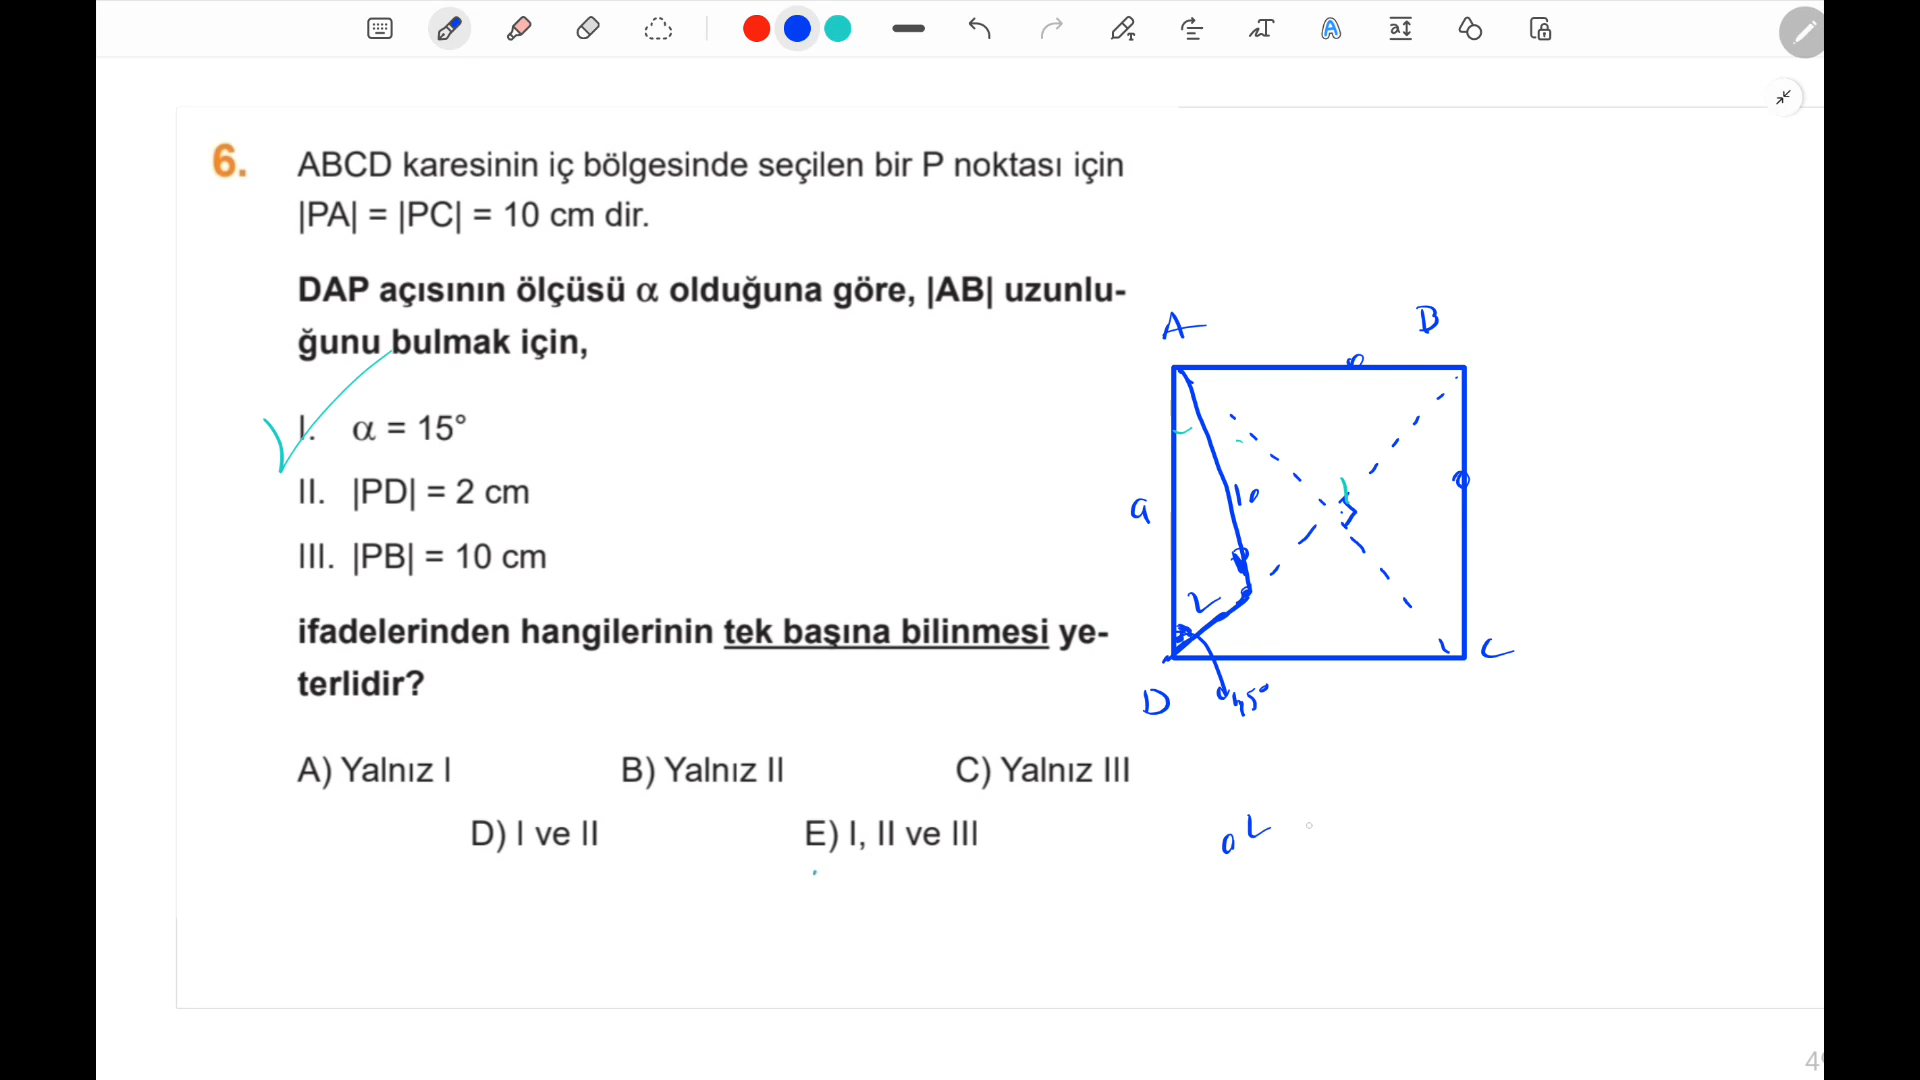 6. ABCD karesinin iç bölgesinde seçilen bir P noktası için
|PA| = |PC| = 10 cm dir.
DAP açısının ölçüsü α olduğuna göre, |AB| uzunlu-
ğunu bulmak için,
I. α = 15°
II. |PD| = 2 cm
III. |PB| = 10 cm
ifadelerinden hangilerinin tek başına bilinmesi ye-
terlidir?
A) Yalnız I B) Yalnız II C) Yalnız III
D) I ve II E) I, II ve III
A B
a 10
2
D 45° C